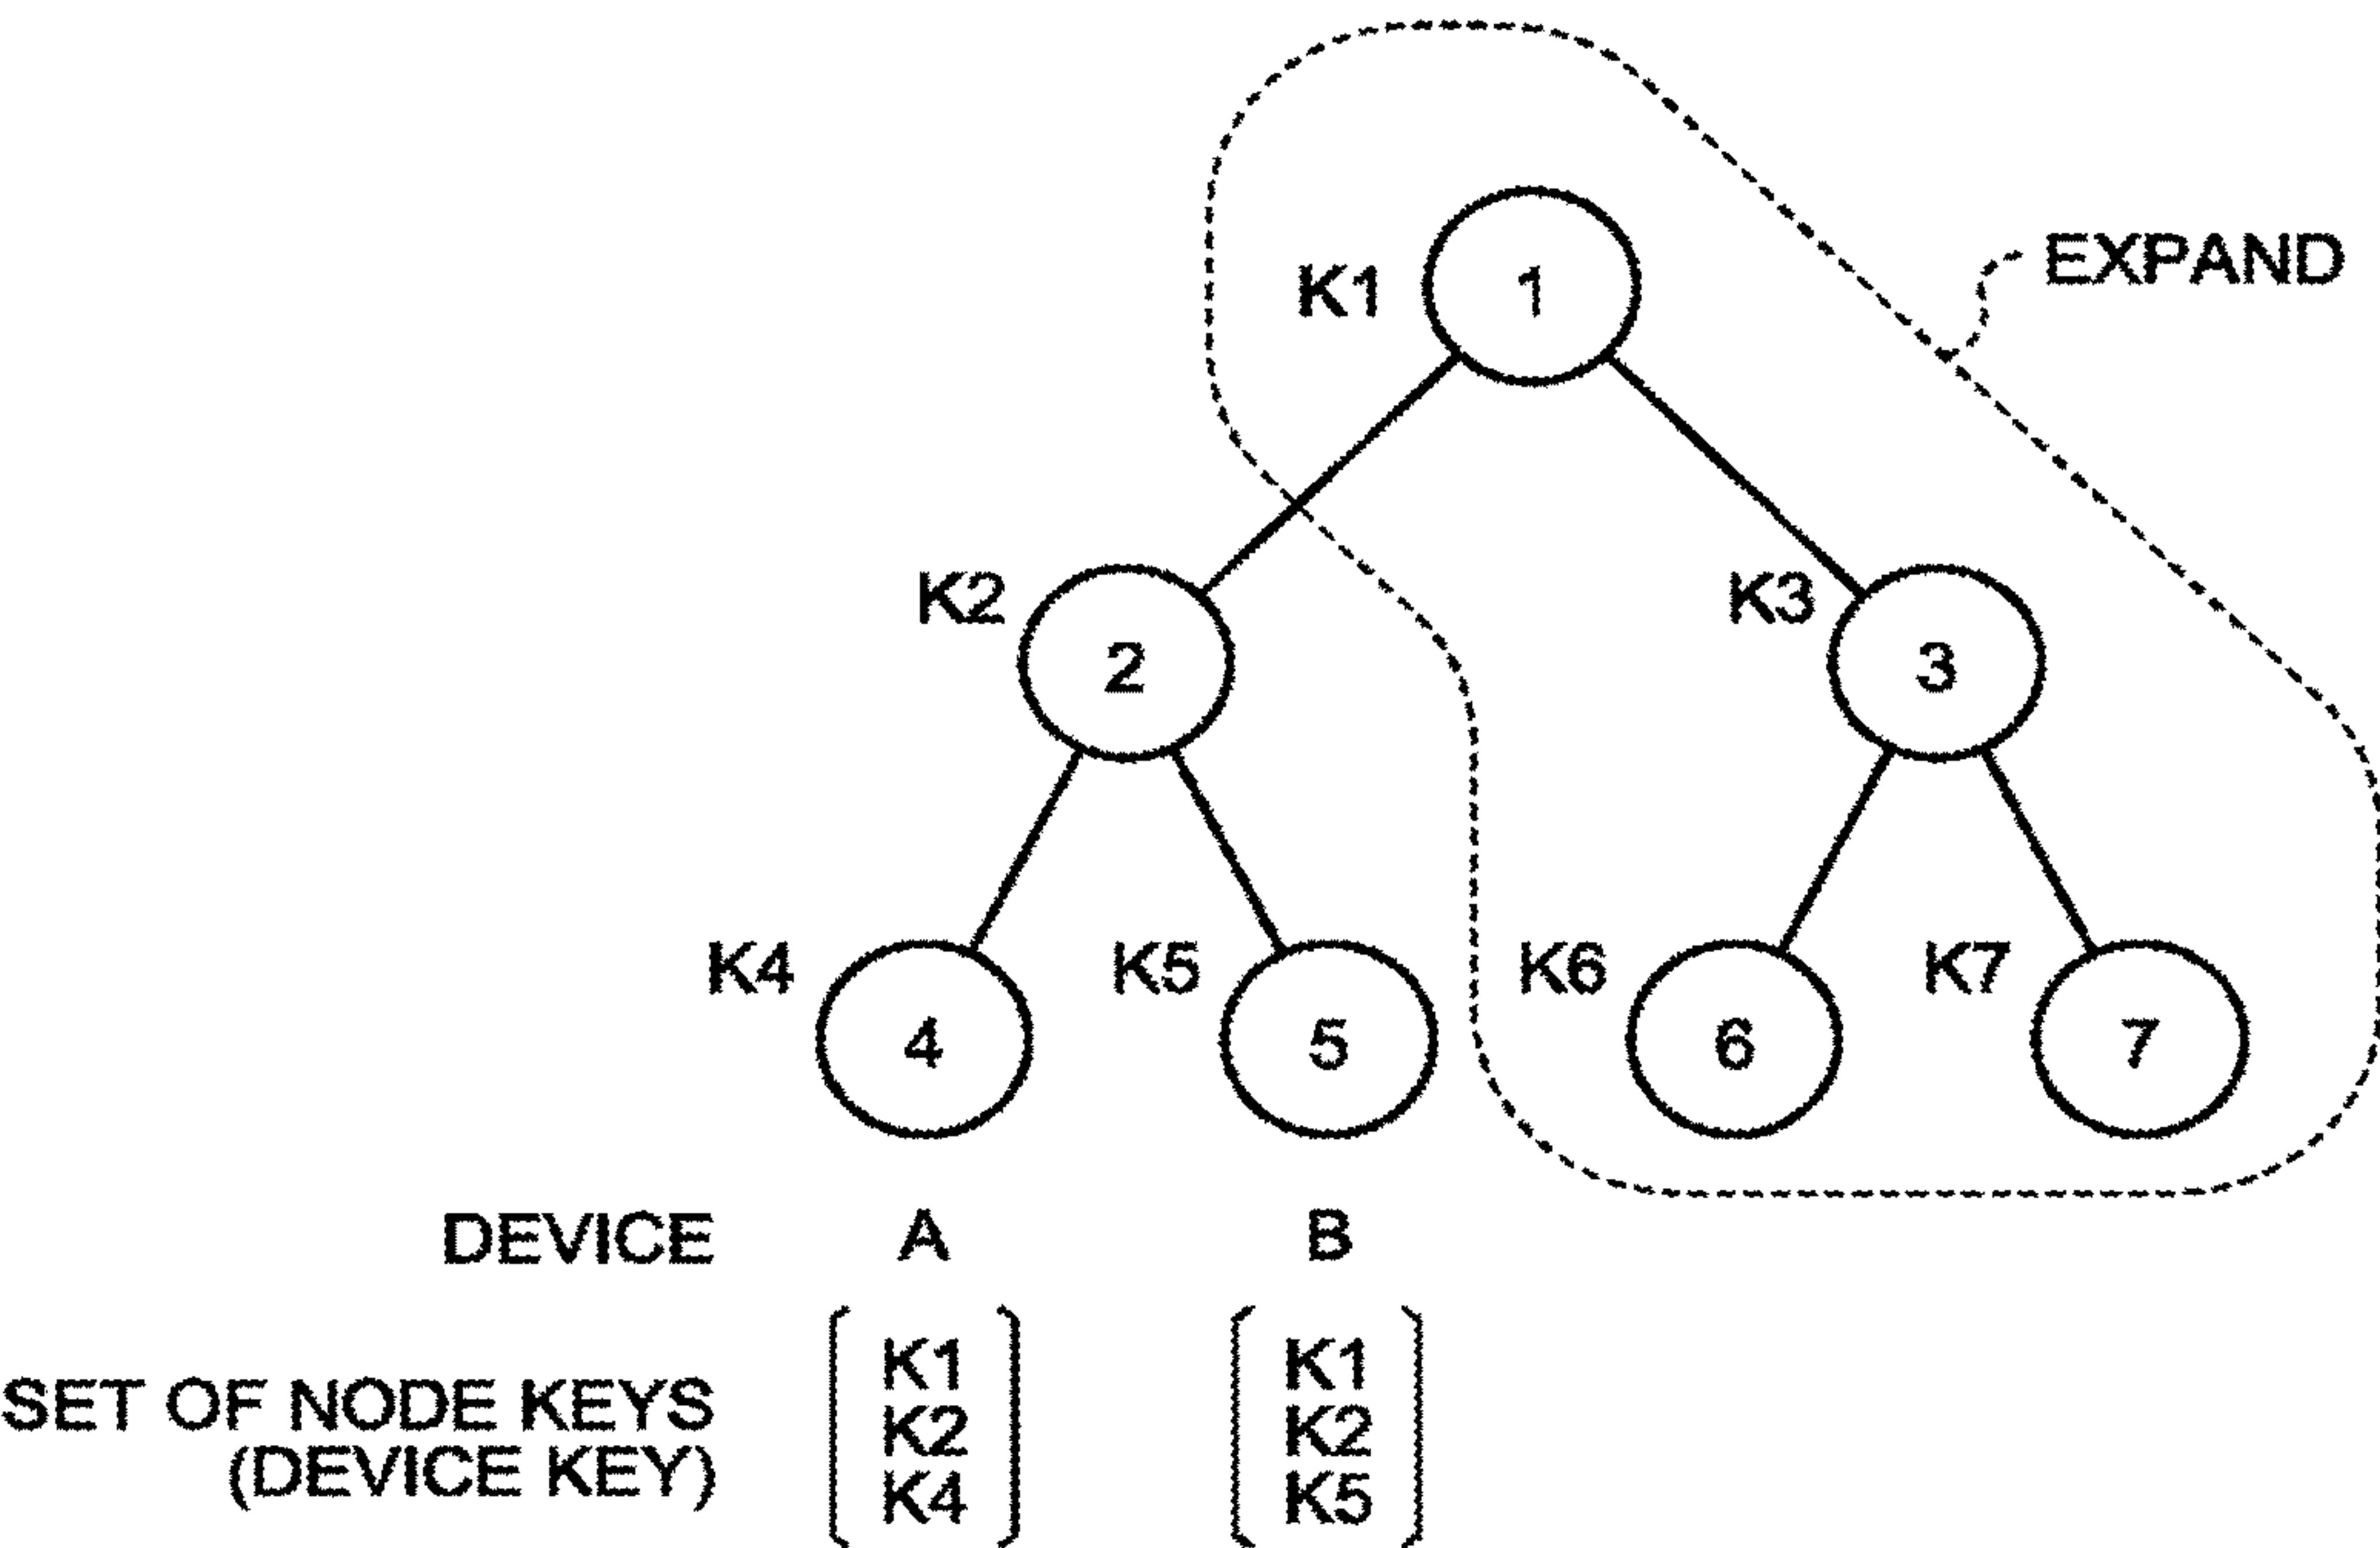 EXPAND
K1 1
K2 2 K3 3
K4 4 K5 5 K6 6 K7 7
DEVICE A B
K1 K1
SET OF NODE KEYS K2 K2
(DEVICE KEY) K4 K5